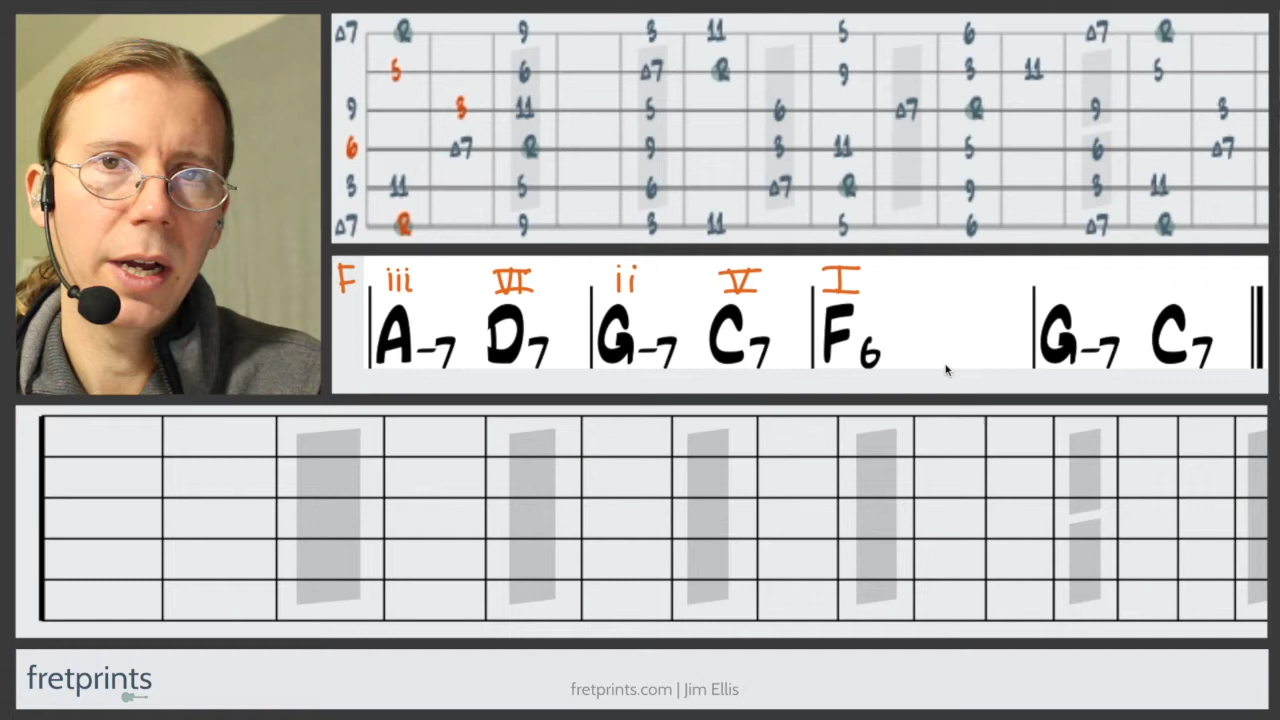 Δ7 R 9 3 11 5 6 Δ7 R
5 6 Δ7 R 9 3 11 5
9 3 11 5 6 Δ7 R 9 3
6 Δ7 R 9 3 11 5 6 Δ7
3 11 5 6 Δ7 R 9 3 11
Δ7 R 9 3 11 5 6 Δ7 R
F iii VI ii V I
A-7 D7 G-7 C7 F6 G-7 C7
fretprints
fretprints.com | Jim Ellis